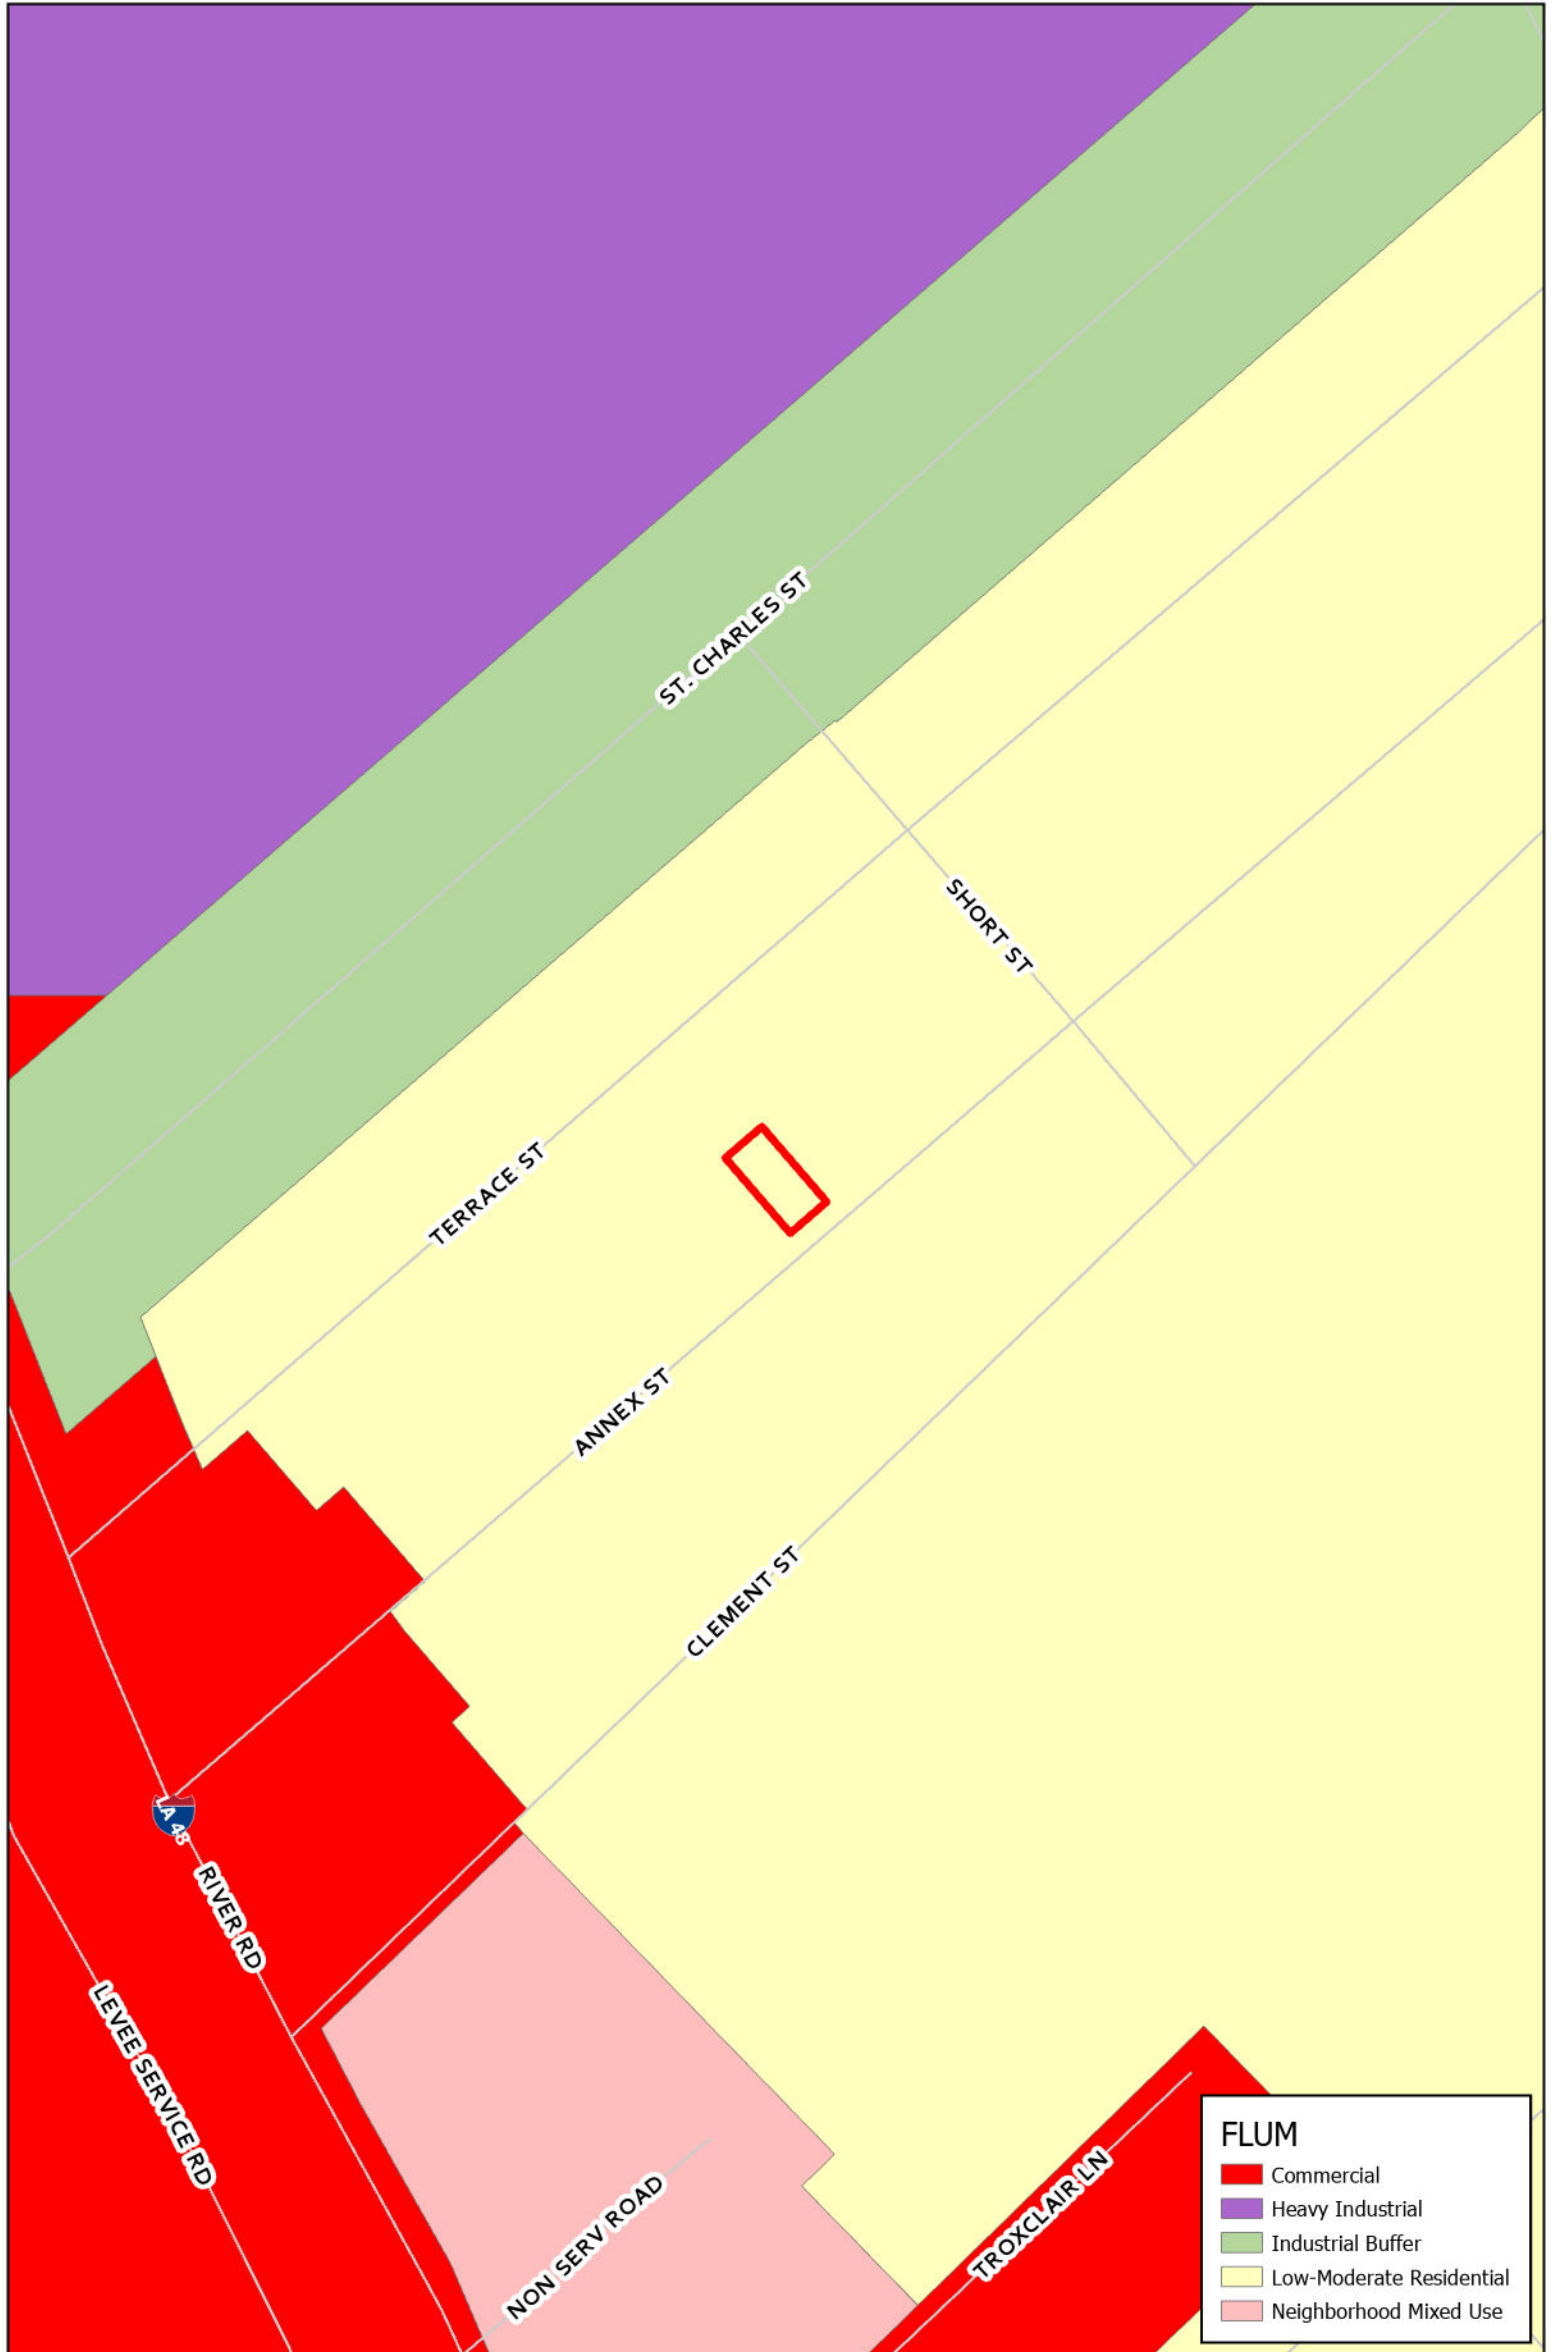 ST. CHARLES ST
SHORT ST
TERRACE ST
ANNEX ST
CLEMENT ST
LA 48
RIVER RD
LEVEE SERVICE RD
NON SERV ROAD
TROXCLAIR LN
FLUM
Commercial
Heavy Industrial
Industrial Buffer
Low-Moderate Residential
Neighborhood Mixed Use